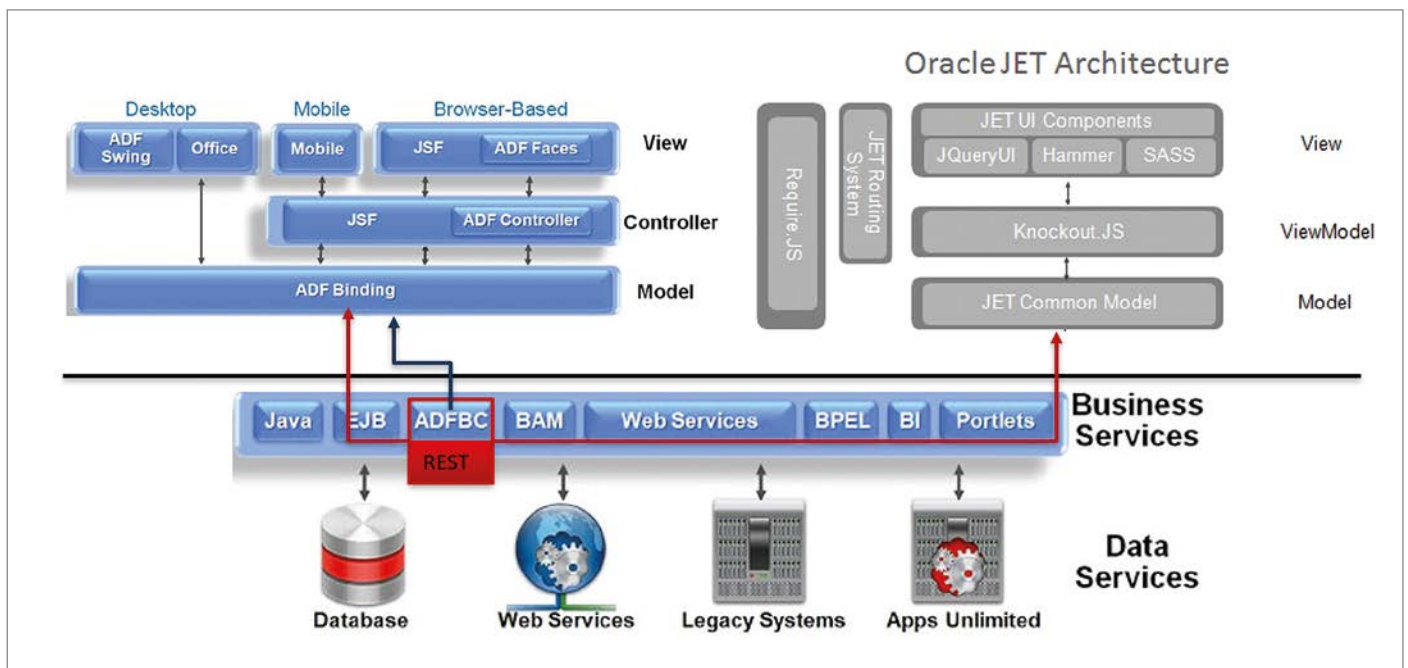 Oracle JET Architecture
Desktop
Mobile
Browser-Based
ADF
Swing
Office
Mobile
JSF
ADF Faces
View
JSF
ADF Controller
Controller
ADF Binding
Model
Require.JS
JET Routing
System
JET UI Components
JQueryUI
Hammer
SASS
View
Knockout.JS
ViewModel
JET Common Model
Model
Java
EJB
ADFBC
BAM
Web Services
BPEL
BI
Portlets
Business
Services
REST
Database
Web Services
Legacy Systems
Apps Unlimited
Data
Services